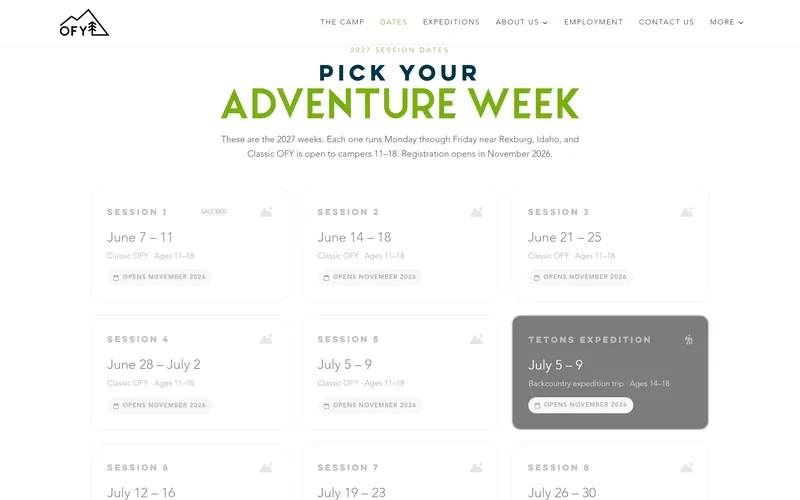 OFY
THE CAMP
DATES
EXPEDITIONS
ABOUT US
EMPLOYMENT
CONTACT US
MORE
2027 SESSION DATES
PICK YOUR
ADVENTURE WEEK
These are the 2027 weeks. Each one runs Monday through Friday near Rexburg, Idaho, and
Classic OFY is open to campers 11–18. Registration opens in November 2026.
SESSION 1
June 7 – 11
Classic OFY · Ages 11–18
OPENS NOVEMBER 2026
SESSION 2
June 14 – 18
Classic OFY · Ages 11–18
OPENS NOVEMBER 2026
SESSION 3
June 21 – 25
Classic OFY · Ages 11–18
OPENS NOVEMBER 2026
SESSION 4
June 28 – July 2
Classic OFY · Ages 11–18
OPENS NOVEMBER 2026
SESSION 5
July 5 – 9
Classic OFY · Ages 11–18
OPENS NOVEMBER 2026
TETONS EXPEDITION
July 5 – 9
Backcountry expedition trip · Ages 14–18
OPENS NOVEMBER 2026
SESSION 6
July 12 – 16
SESSION 7
July 19 – 23
SESSION 8
July 26 – 30